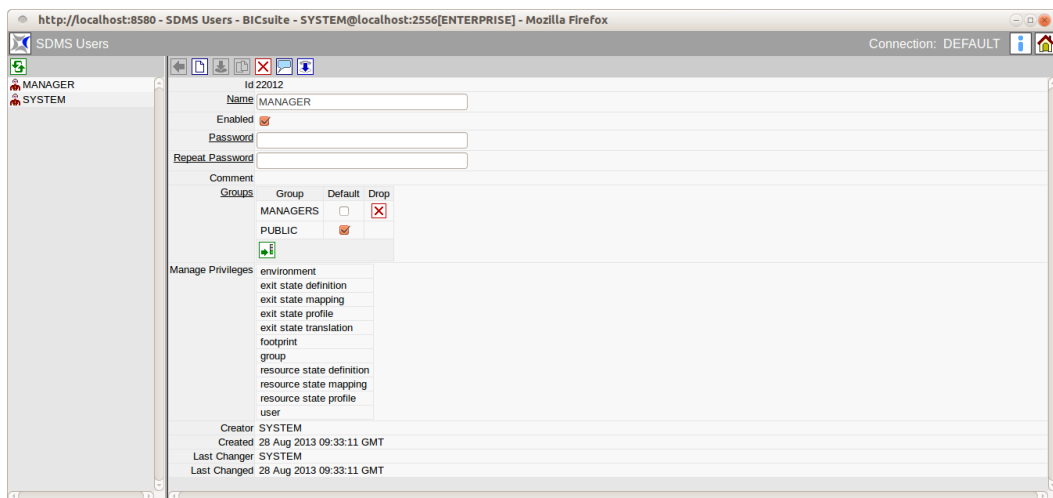 http://localhost:8580 - SDMS Users - BICsuite - SYSTEM@localhost:2556[ENTERPRISE] - Mozilla Firefox
SDMS Users
Connection: DEFAULT
MANAGER
SYSTEM
Id 22012
Name MANAGER
Enabled
Password
Repeat Password
Comment
Groups Group Default Drop
MANAGERS
PUBLIC
Manage Privileges environment
exit state definition
exit state mapping
exit state profile
exit state translation
footprint
group
resource state definition
resource state mapping
resource state profile
user
Creator SYSTEM
Created 28 Aug 2013 09:33:11 GMT
Last Changer SYSTEM
Last Changed 28 Aug 2013 09:33:11 GMT